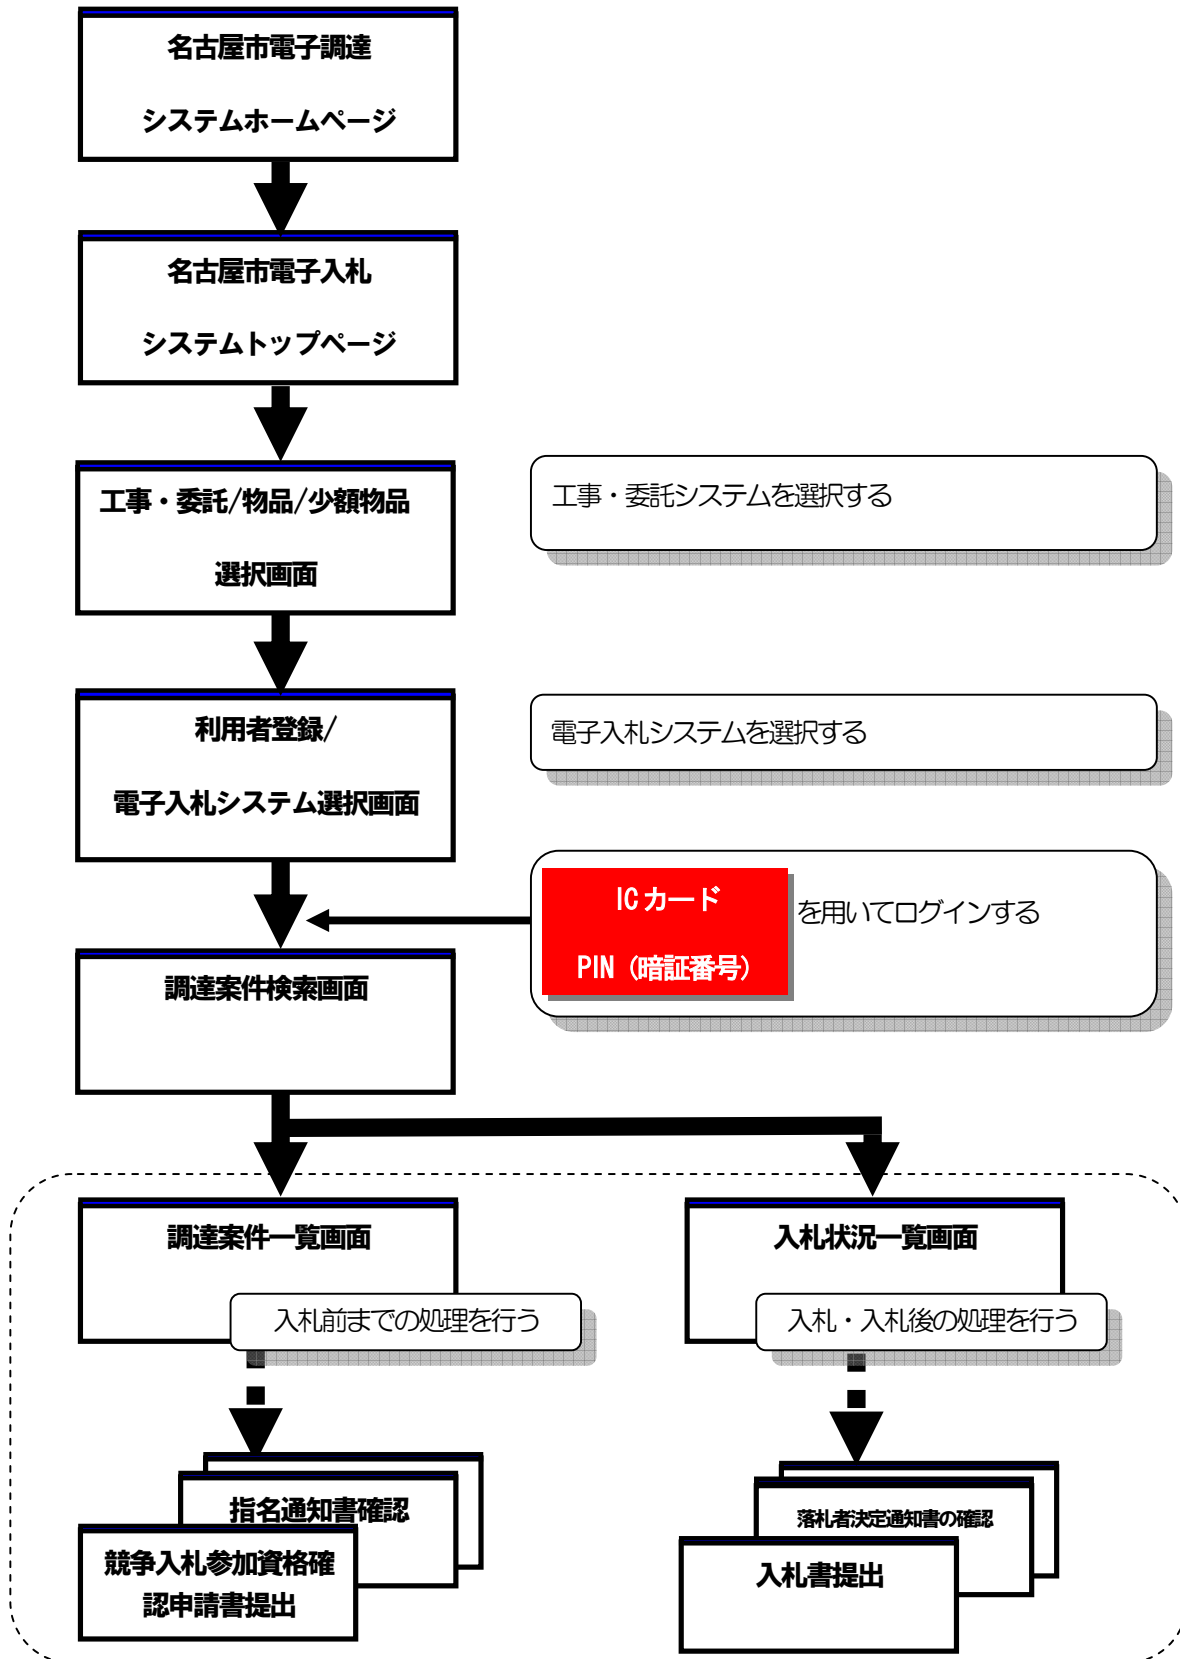 名古屋市電子調達
システムホームページ
名古屋市電子入札
システムトップページ
工事・委託/物品/少額物品
選択画面
工事・委託システムを選択する
利用者登録/
電子入札システム選択画面
電子入札システムを選択する
ICカード
PIN（暗証番号）
を用いてログインする
調達案件検索画面
調達案件一覧画面
入札前までの処理を行う
入札状況一覧画面
入札・入札後の処理を行う
指名通知書確認
競争入札参加資格確
認申請書提出
落札者決定通知書の確認
入札書提出